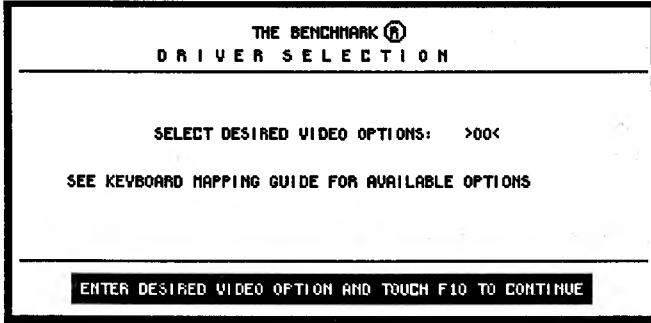 THE BENCHMARK ®
DRIVER SELECTION
SELECT DESIRED VIDEO OPTIONS: >00<
SEE KEYBOARD MAPPING GUIDE FOR AVAILABLE OPTIONS
ENTER DESIRED VIDEO OPTION AND TOUCH F10 TO CONTINUE